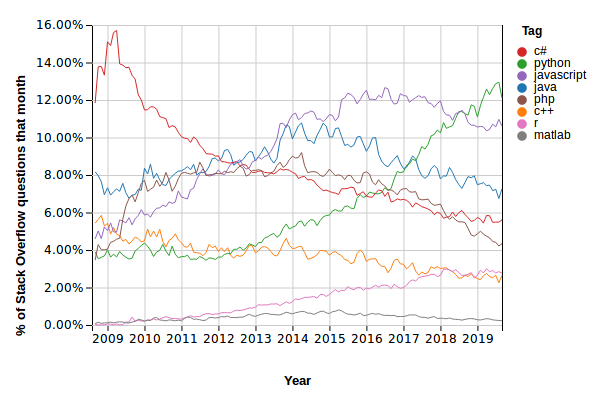 % of Stack Overflow questions that month
16.00%
14.00%
12.00%
10.00%
8.00%
6.00%
4.00%
2.00%
0.00%
2009 2010 2011 2012 2013 2014 2015 2016 2017 2018 2019
Year
Tag
c#
python
javascript
java
php
c++
r
matlab